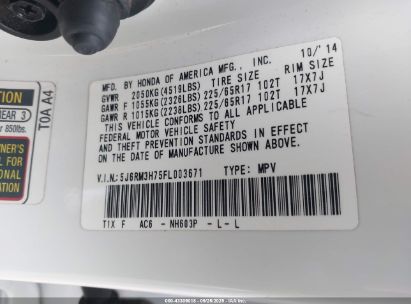 MFD. BY HONDA OF AMERICA MFG., INC. 10/'14
GVWR 2050KG(4519LBS) TIRE SIZE RIM SIZE
GAWR F 1055KG(2326LBS) 225/65R17 102T 17X7J
GAWR R 1015KG(2238LBS) 225/65R17 102T 17X7J
THIS VEHICLE CONFORMS TO ALL APPLICABLE
FEDERAL MOTOR VEHICLE SAFETY
AND THEFT PREVENTION STANDARDS IN EFFECT
ON THE DATE OF MANUFACTURE SHOWN ABOVE.
V.I.N.: 5J6RM3H75FL003671 TYPE: MPV
T1X F AC6 - NH603P - L - L
T0A A4
REAR 3
850lbs.